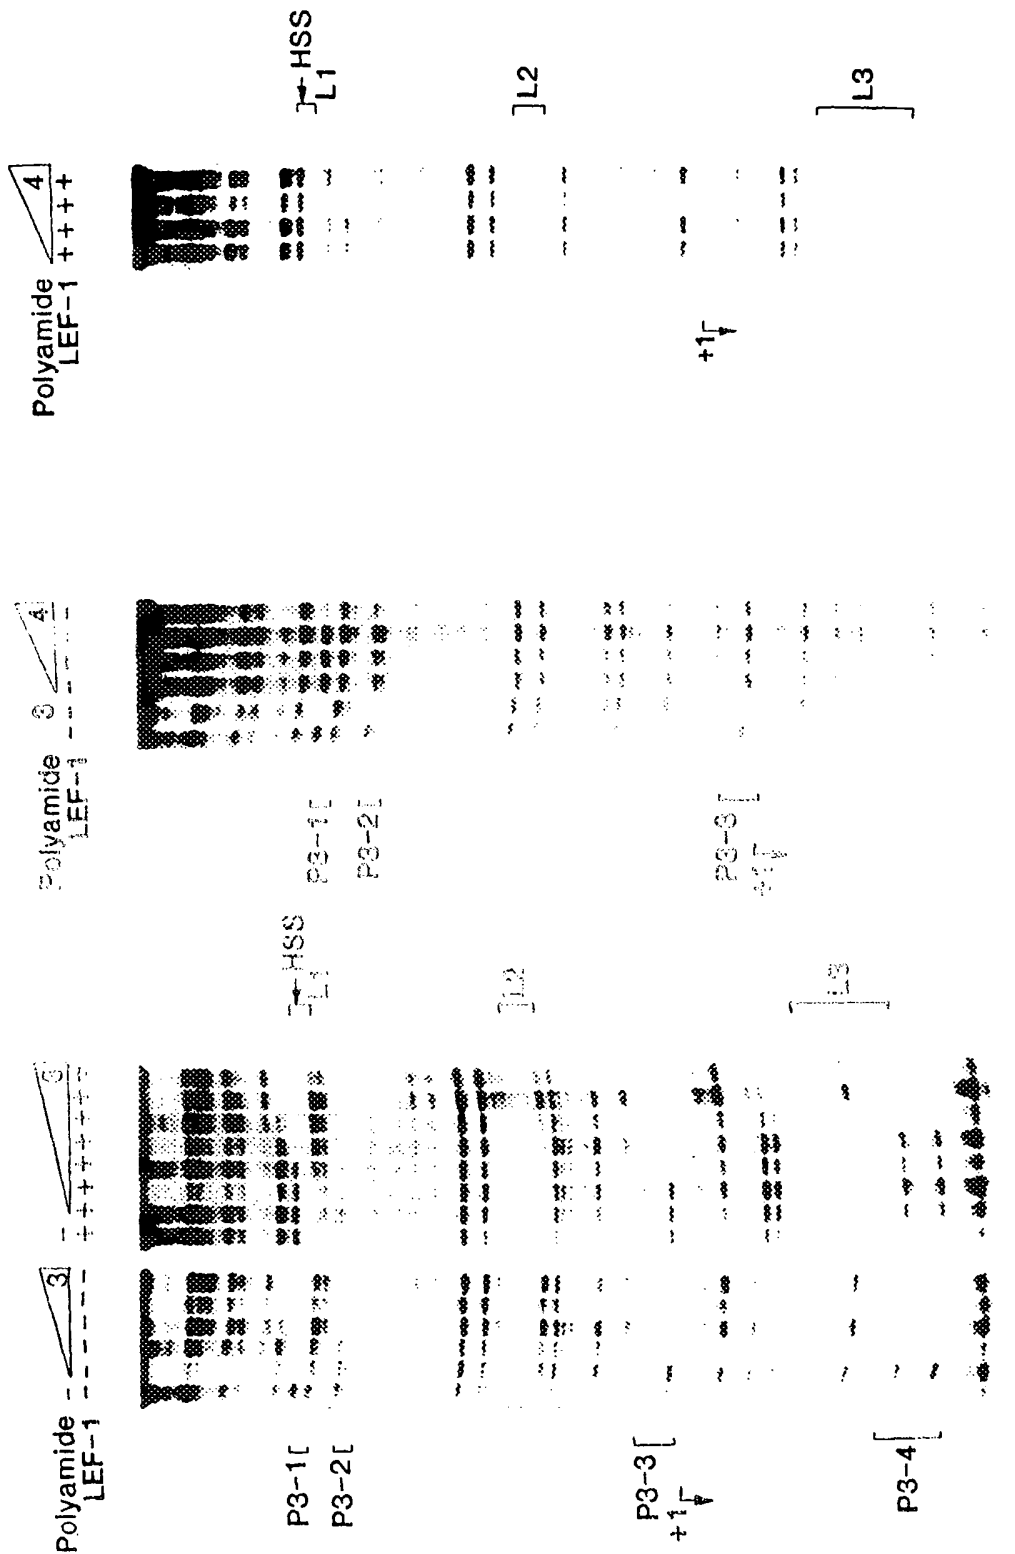 Polyamide - 3 - 3
LEF-1 - - - - - - + + + + + + + +
P3-1
P3-2
P3-3
+1
P3-4
HSS
L1
L2
L3
Polyamide - 3 4
LEF-1 - - - - - -
P3-1
P3-2
P3-3
+1
Polyamide 4
LEF-1 + + + +
+1
HSS
L1
L2
L3